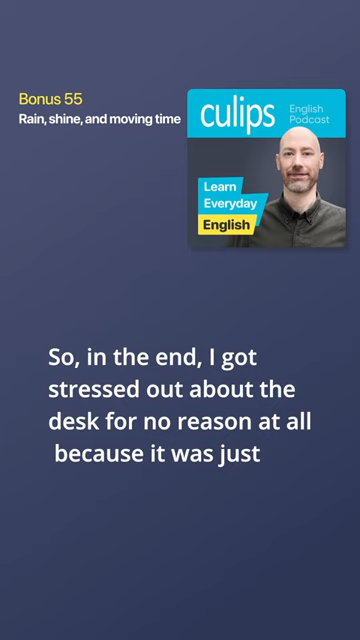 Bonus 55
Rain, shine, and moving time
culips
English
Podcast
Learn
Everyday
English
So, in the end, I got
stressed out about the
desk for no reason at all
because it was just